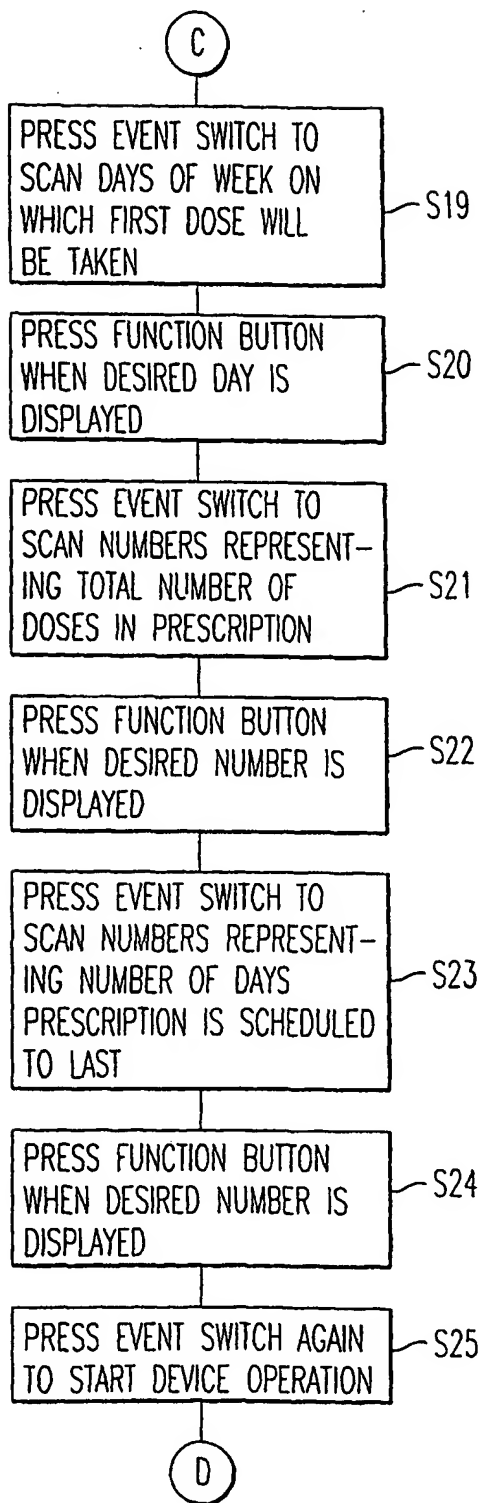 C
PRESS EVENT SWITCH TO
SCAN DAYS OF WEEK ON
WHICH FIRST DOSE WILL
BE TAKEN
S19
PRESS FUNCTION BUTTON
WHEN DESIRED DAY IS
DISPLAYED
S20
PRESS EVENT SWITCH TO
SCAN NUMBERS REPRESENT-
ING TOTAL NUMBER OF
DOSES IN PRESCRIPTION
S21
PRESS FUNCTION BUTTON
WHEN DESIRED NUMBER IS
DISPLAYED
S22
PRESS EVENT SWITCH TO
SCAN NUMBERS REPRESENT-
ING NUMBER OF DAYS
PRESCRIPTION IS SCHEDULED
TO LAST
S23
PRESS FUNCTION BUTTON
WHEN DESIRED NUMBER IS
DISPLAYED
S24
PRESS EVENT SWITCH AGAIN
TO START DEVICE OPERATION
S25
D